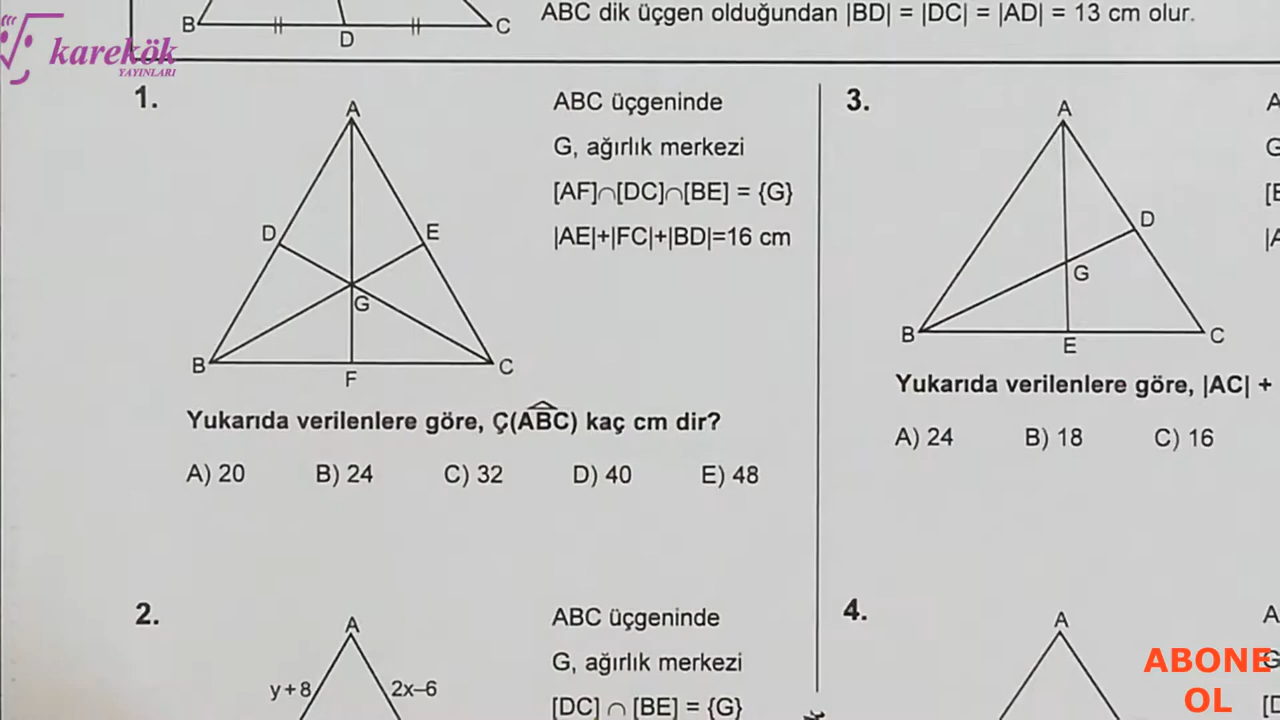 B
D
C
ABC dik üçgen olduğundan |BD| = |DC| = |AD| = 13 cm olur.
karekök
YAYINLARI
1.
A
D
E
G
B
F
C
ABC üçgeninde
G, ağırlık merkezi
[AF]∩[DC]∩[BE] = {G}
|AE|+|FC|+|BD|=16 cm
Yukarıda verilenlere göre, Ç(ABC) kaç cm dir?
A) 20 B) 24 C) 32 D) 40 E) 48
2.
A
y+8
2x–6
ABC üçgeninde
G, ağırlık merkezi
[DC] ∩ [BE] = {G}
3.
A
D
G
B
E
C
A
G
[E
|A
Yukarıda verilenlere göre, |AC| +
A) 24 B) 18 C) 16
4.
A
A
G
[D
ABONE
OL